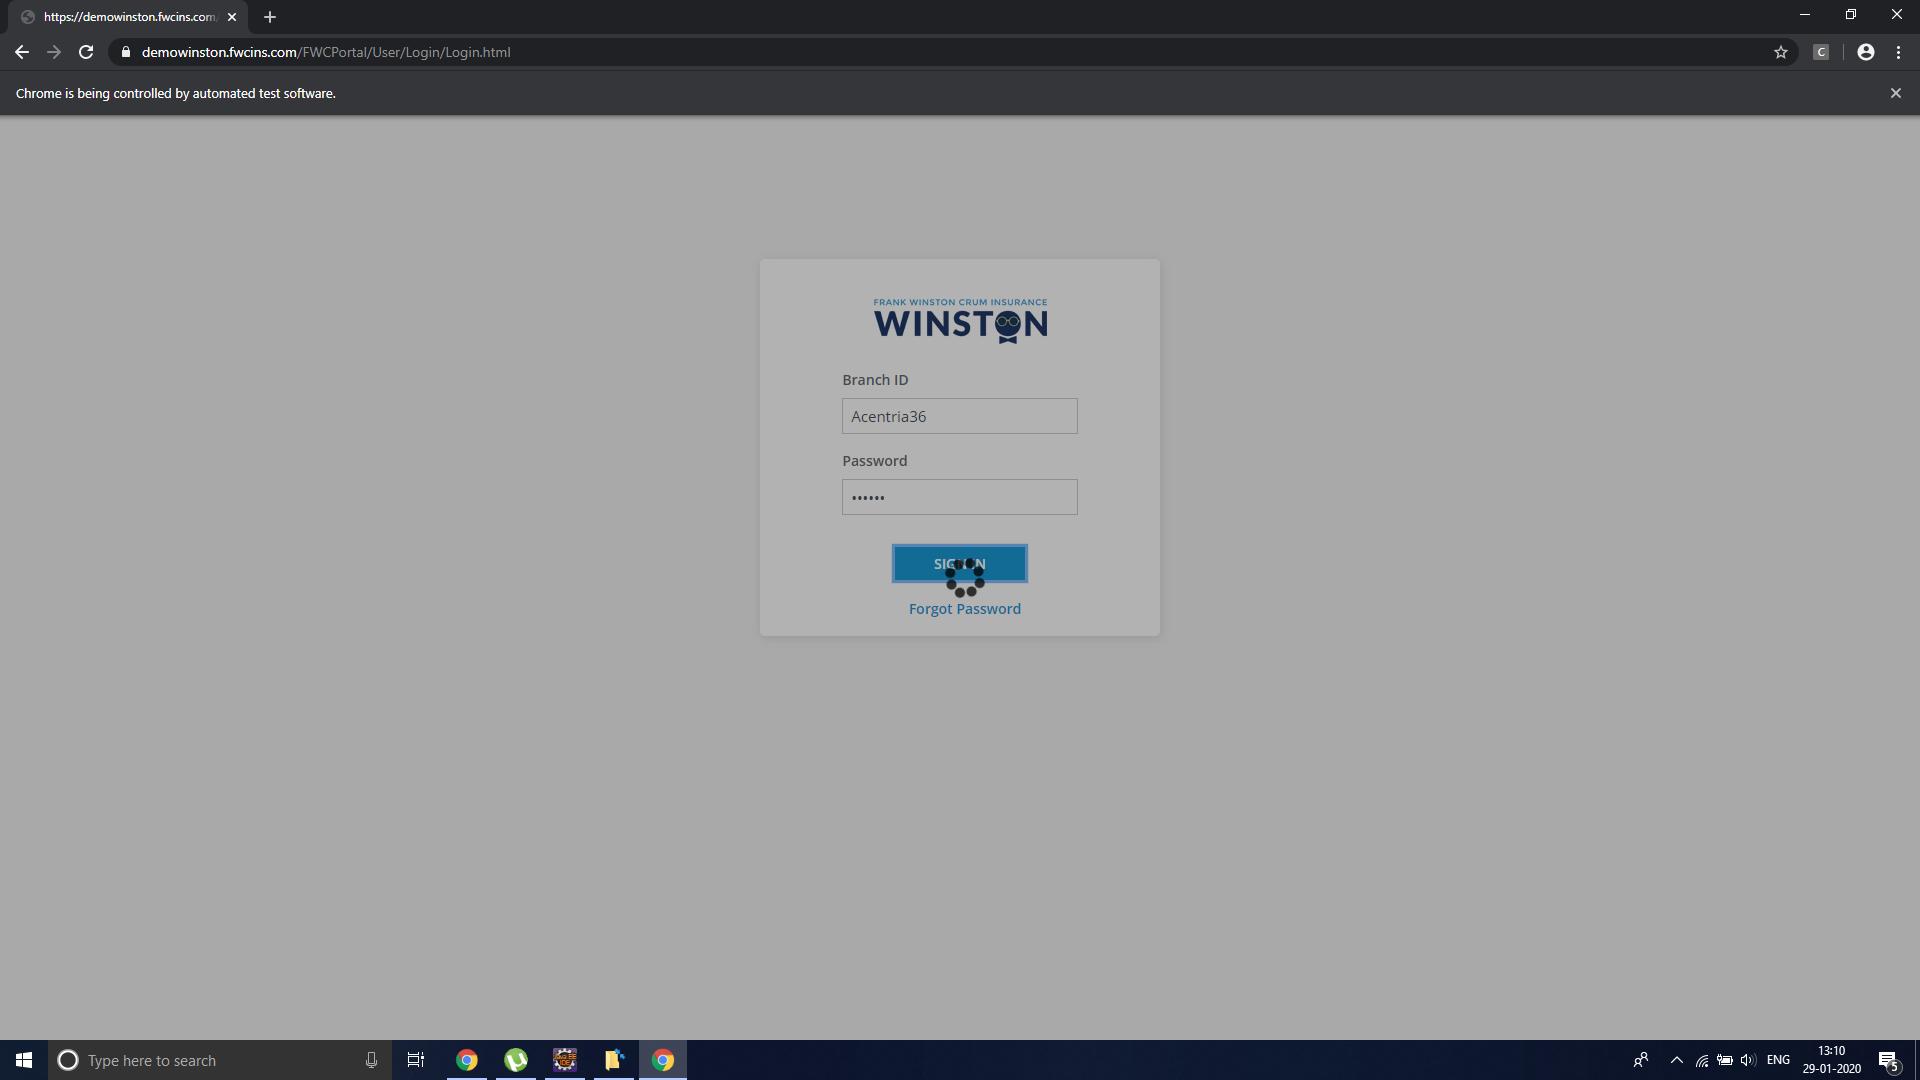 https://demowinston.fwcins.com/
demowinston.fwcins.com/FWCPortal/User/Login/Login.html
C
Chrome is being controlled by automated test software.
FRANK WINSTON CRUM INSURANCE
WINSTON
Branch ID
Acentria36
Password
••••••
SIGN IN
Forgot Password
Type here to search
ENG
13:10
29-01-2020
5